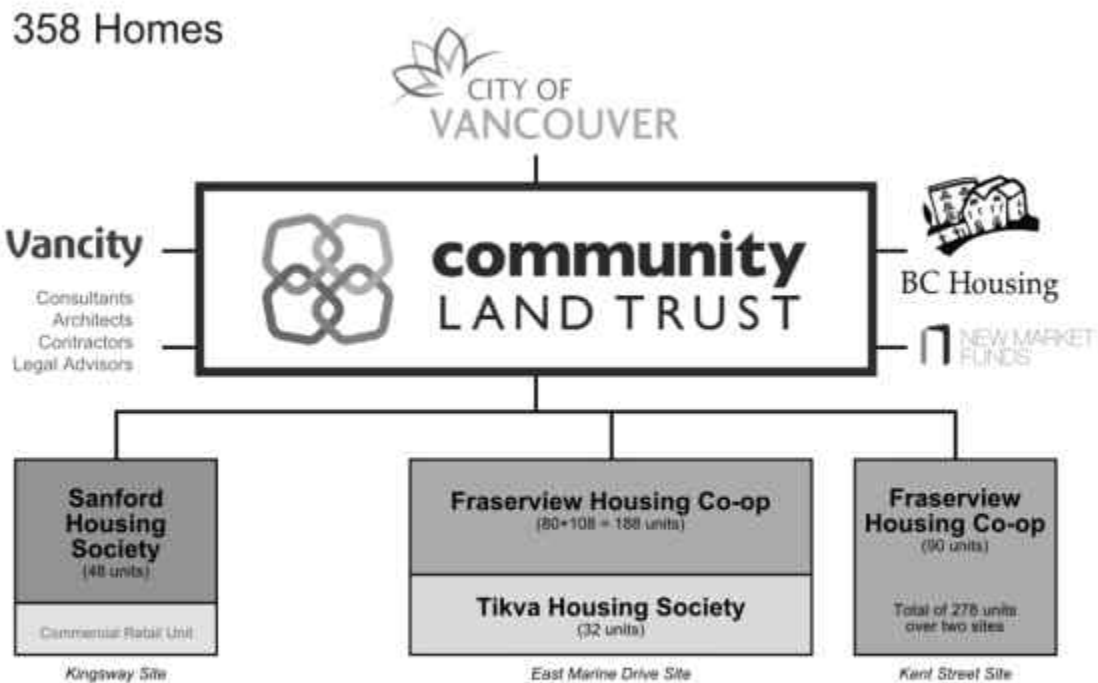 358 Homes
CITY OF
VANCOUVER
Vancity
Consultants
Architects
Contractors
Legal Advisors
community
LAND TRUST
BC Housing
NEW MARKET
FUNDS
Sanford
Housing
Society
(48 units)
Commercial Retail Unit
Kingsway Site
Fraserview Housing Co-op
(80+108 = 188 units)
Tikva Housing Society
(32 units)
East Marine Drive Site
Fraserview
Housing Co-op
(90 units)
Total of 278 units
over two sites
Kent Street Site